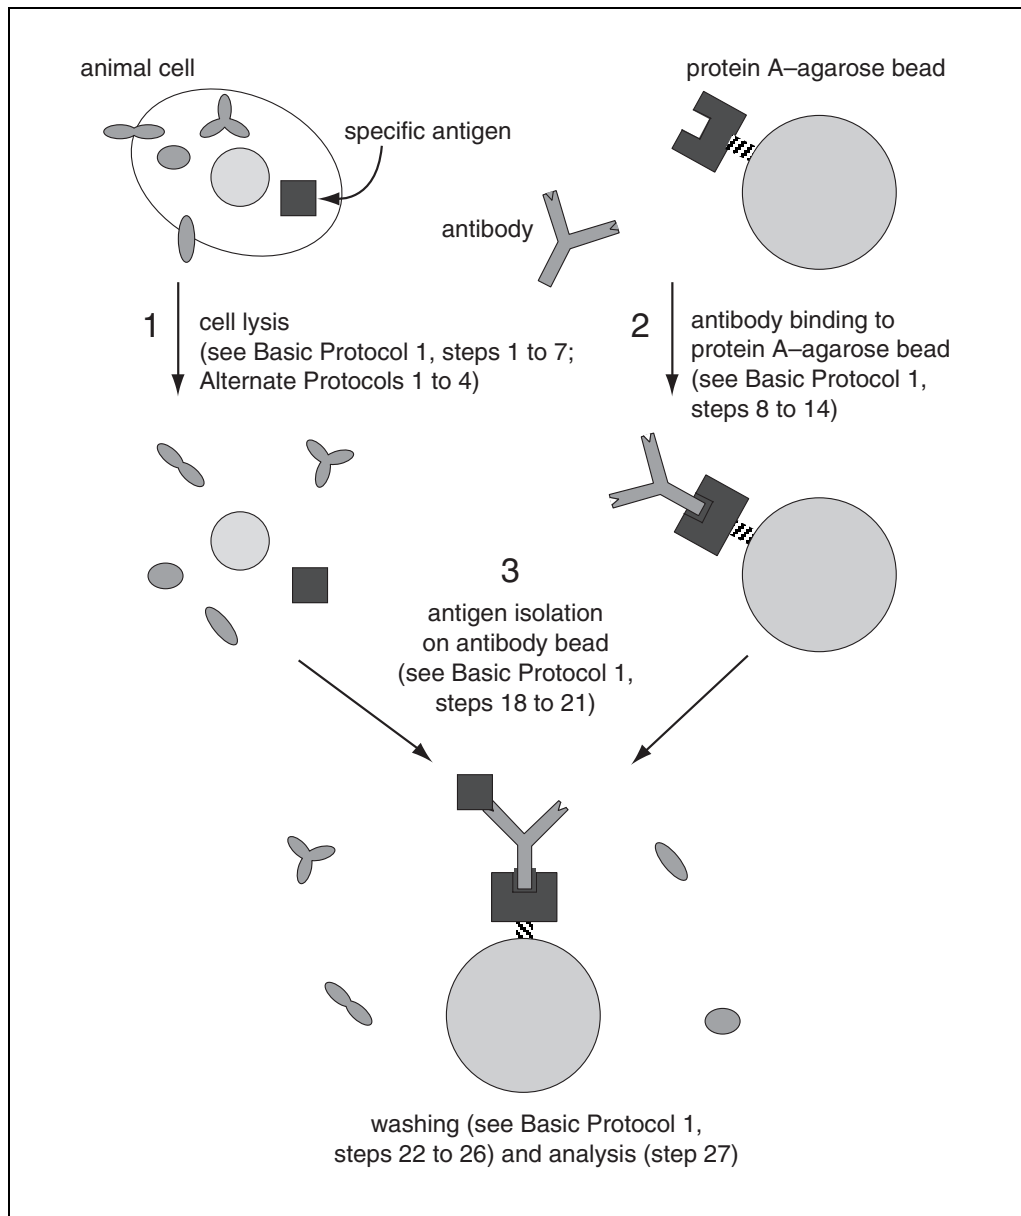 animal cell
protein A–agarose bead
specific antigen
antibody
1
cell lysis
(see Basic Protocol 1, steps 1 to 7;
Alternate Protocols 1 to 4)
2
antibody binding to
protein A–agarose bead
(see Basic Protocol 1,
steps 8 to 14)
3
antigen isolation
on antibody bead
(see Basic Protocol 1,
steps 18 to 21)
washing (see Basic Protocol 1,
steps 22 to 26) and analysis (step 27)